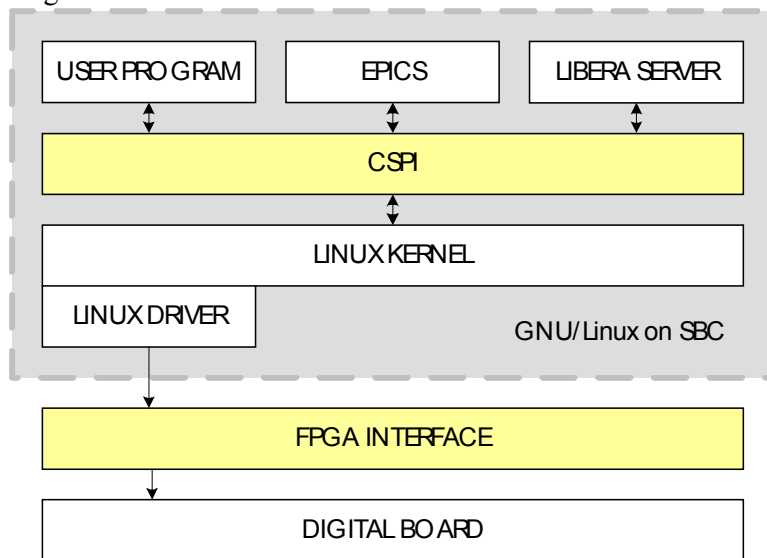 USER PROGRAM
EPICS
LIBERA SERVER
CSPI
LINUX KERNEL
LINUX DRIVER
GNU/Linux on SBC
FPGA INTERFACE
DIGITAL BOARD